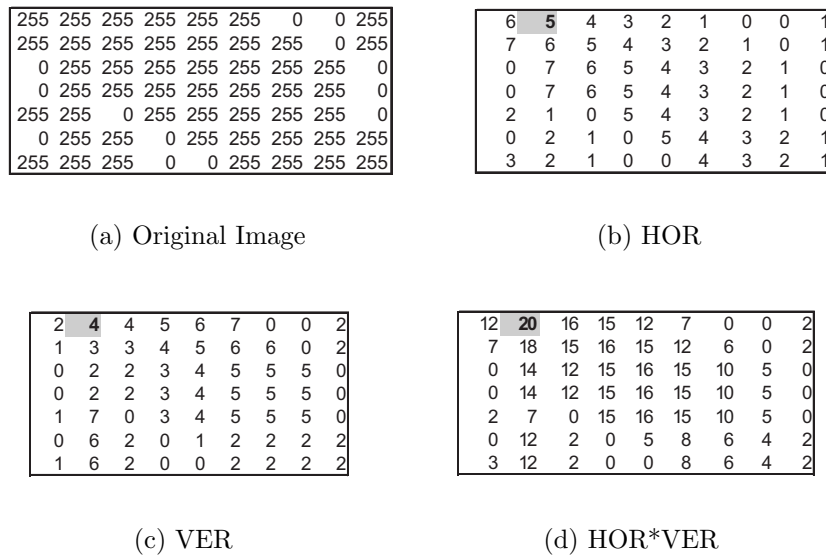 255 255 255 255 255 255 0 0 255
255 255 255 255 255 255 255 0 255
0 255 255 255 255 255 255 255 0
0 255 255 255 255 255 255 255 0
255 255 0 255 255 255 255 255 0
0 255 255 0 255 255 255 255 255
255 255 255 0 0 255 255 255 255
(a) Original Image
6 5 4 3 2 1 0 0 1
7 6 5 4 3 2 1 0 1
0 7 6 5 4 3 2 1 0
0 7 6 5 4 3 2 1 0
2 1 0 5 4 3 2 1 0
0 2 1 0 5 4 3 2 1
3 2 1 0 0 4 3 2 1
(b) HOR
2 4 4 5 6 7 0 0 2
1 3 3 4 5 6 6 0 2
0 2 2 3 4 5 5 5 0
0 2 2 3 4 5 5 5 0
1 7 0 3 4 5 5 5 0
0 6 2 0 1 2 2 2 2
1 6 2 0 0 2 2 2 2
(c) VER
12 20 16 15 12 7 0 0 2
7 18 15 16 15 12 6 0 2
0 14 12 15 16 15 10 5 0
0 14 12 15 16 15 10 5 0
2 7 0 15 16 15 10 5 0
0 12 2 0 5 8 6 4 2
3 12 2 0 0 8 6 4 2
(d) HOR*VER